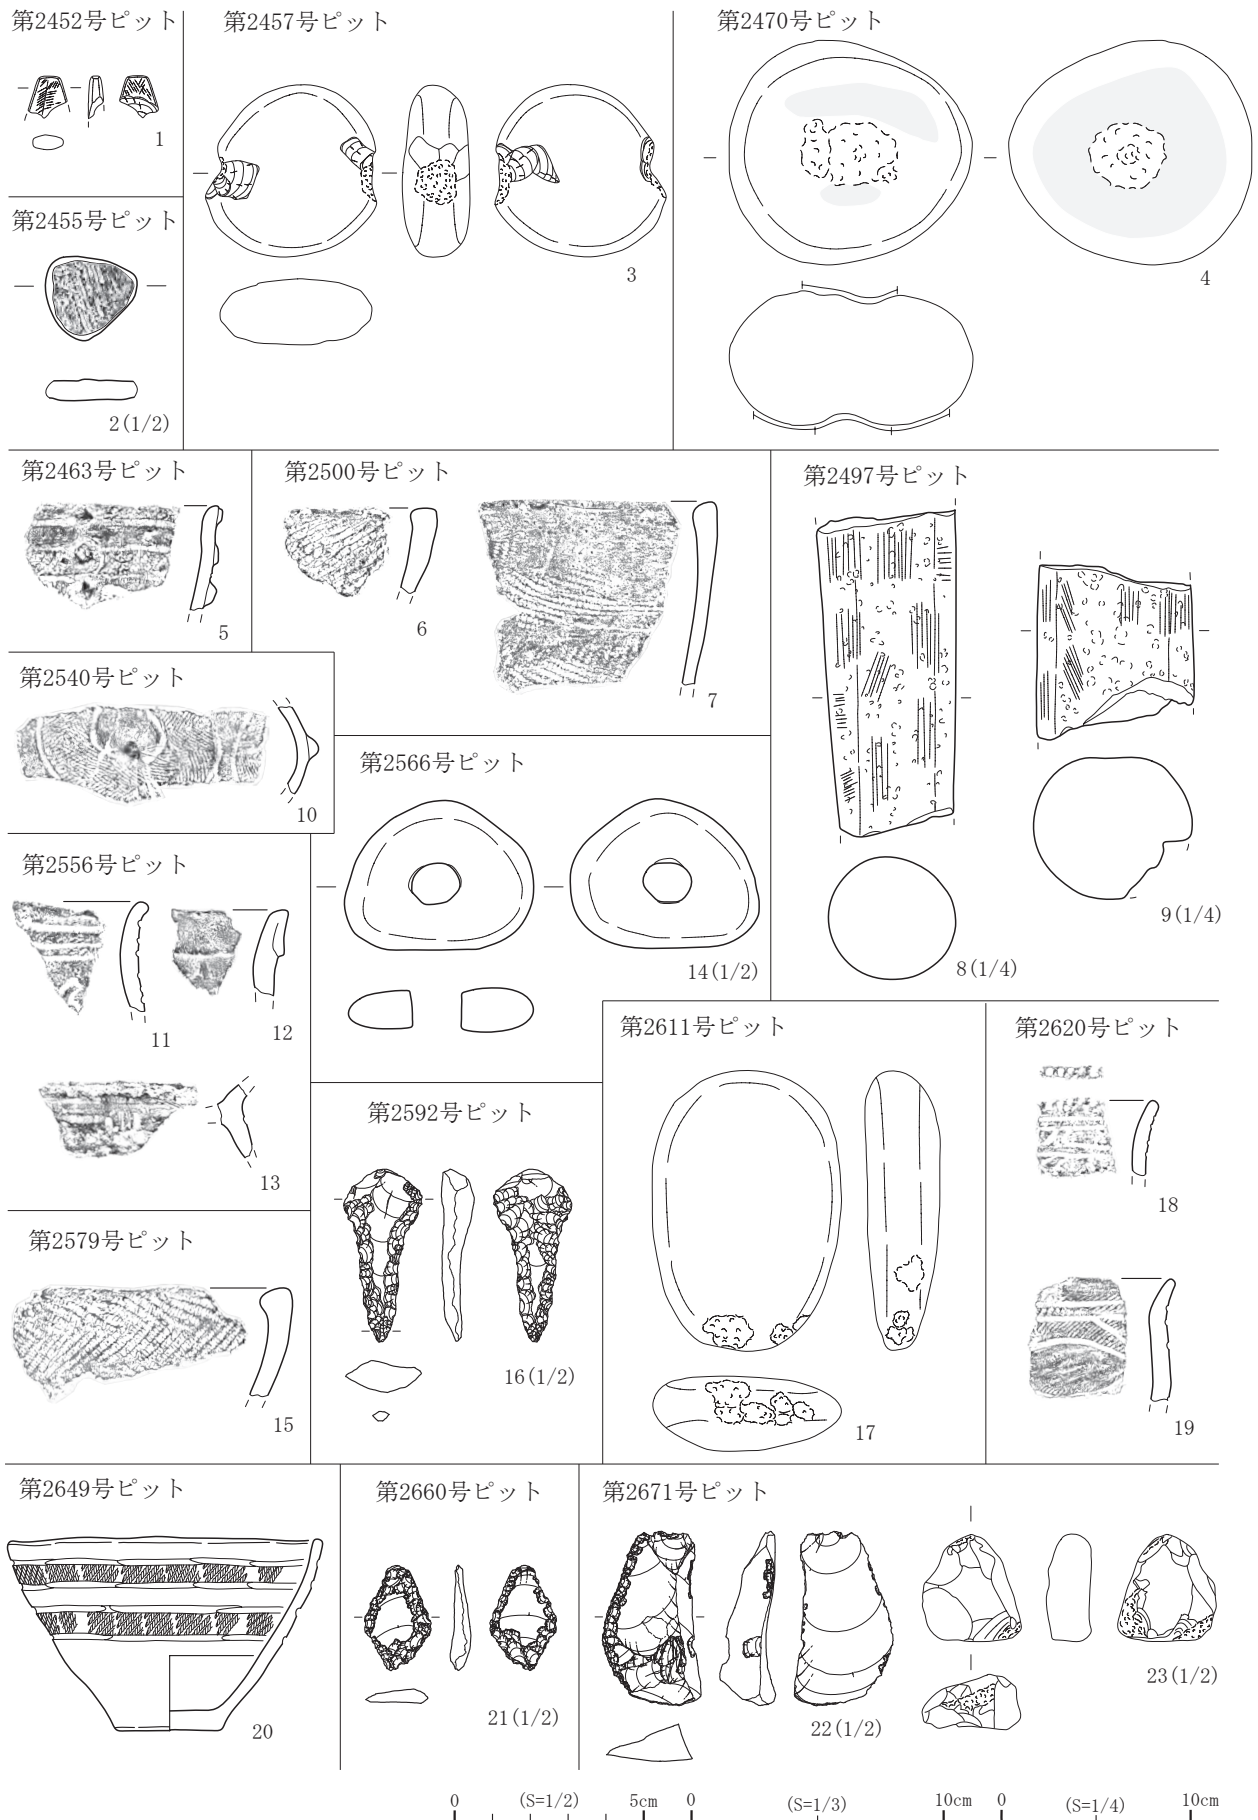 第2452号ピット
1
第2455号ピット
2(1/2)
第2457号ピット
3
第2470号ピット
4
第2463号ピット
5
第2500号ピット
6
7
第2497号ピット
8(1/4)
9(1/4)
第2540号ピット
10
第2556号ピット
11
12
13
第2566号ピット
14(1/2)
第2579号ピット
15
第2592号ピット
16(1/2)
第2611号ピット
17
第2620号ピット
18
19
第2649号ピット
20
第2660号ピット
21(1/2)
第2671号ピット
22(1/2)
23(1/2)
0 (S=1/2) 5cm 0 (S=1/3) 10cm 0 (S=1/4) 10cm